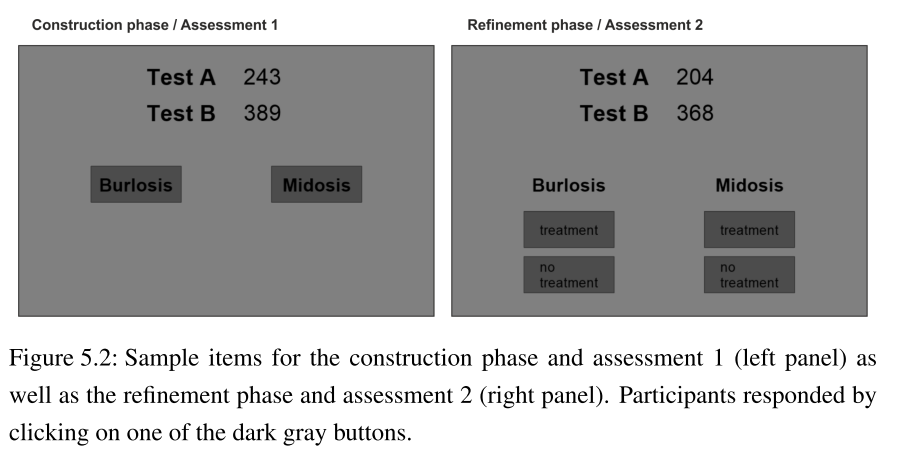 Construction phase / Assessment 1
Refinement phase / Assessment 2
Test A 243
Test B 389
Burlosis Midosis
Test A 204
Test B 368
Burlosis Midosis
treatment treatment
no treatment no treatment
Figure 5.2: Sample items for the construction phase and assessment 1 (left panel) as
well as the refinement phase and assessment 2 (right panel). Participants responded by
clicking on one of the dark gray buttons.